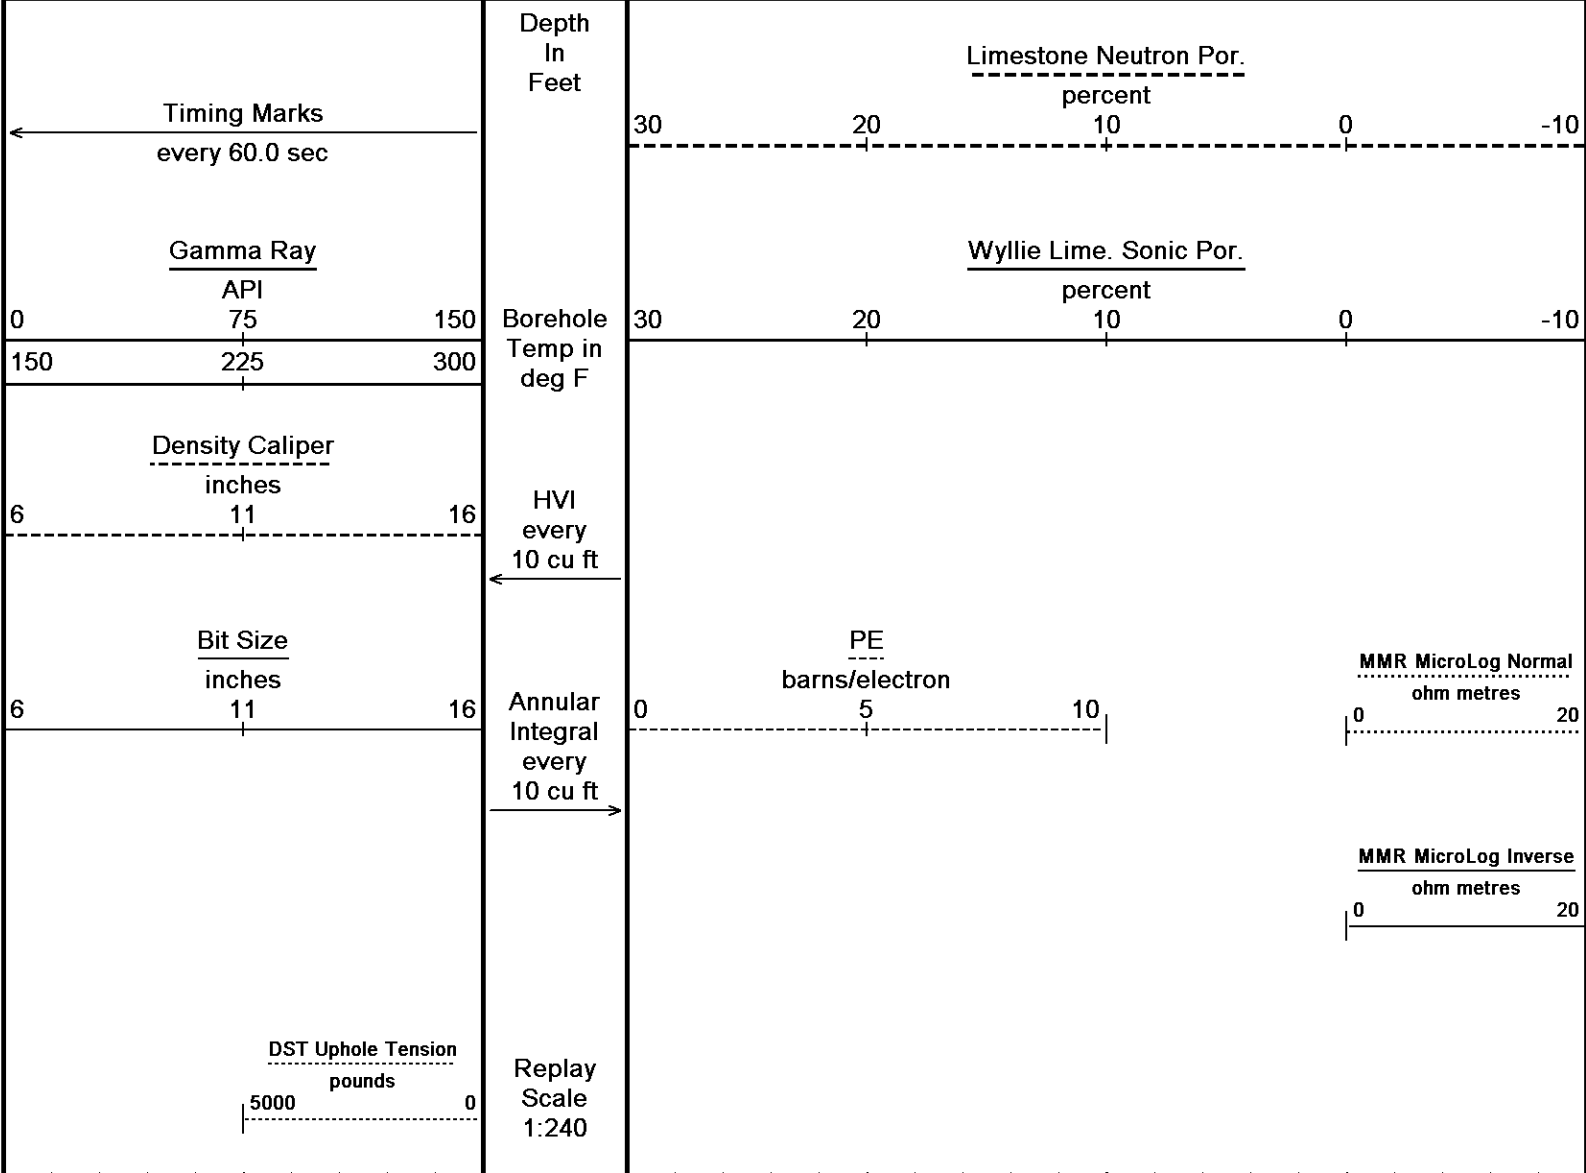 Depth
In
Feet
Limestone Neutron Por.
percent
30 20 10 0 -10
Timing Marks
every 60.0 sec
Gamma Ray
API
0 75 150
150 225 300
Borehole
Temp in
deg F
Wyllie Lime. Sonic Por.
percent
30 20 10 0 -10
Density Caliper
inches
6 11 16
HVI
every
10 cu ft
Bit Size
inches
6 11 16
Annular
Integral
every
10 cu ft
PE
barns/electron
0 5 10
MMR MicroLog Normal
ohm metres
0 20
MMR MicroLog Inverse
ohm metres
0 20
DST Uphole Tension
pounds
5000 0
Replay
Scale
1:240